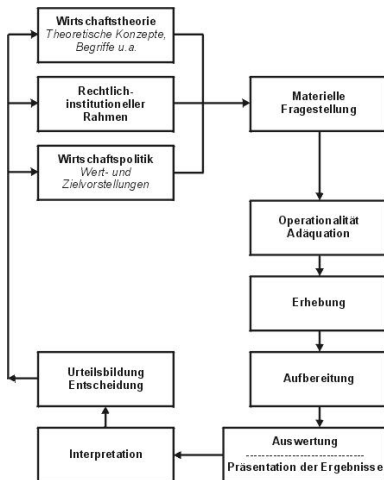 Wirtschaftstheorie
Theoretische Konzepte,
Begriffe u.a.
Rechtlich-
institutioneller
Rahmen
Wirtschaftspolitik
Wert- und
Zielvorstellungen
Materielle
Fragestellung
Operationalität
Adäquation
Erhebung
Aufbereitung
Auswertung
Präsentation der Ergebnisse
Interpretation
Urteilsbildung
Entscheidung